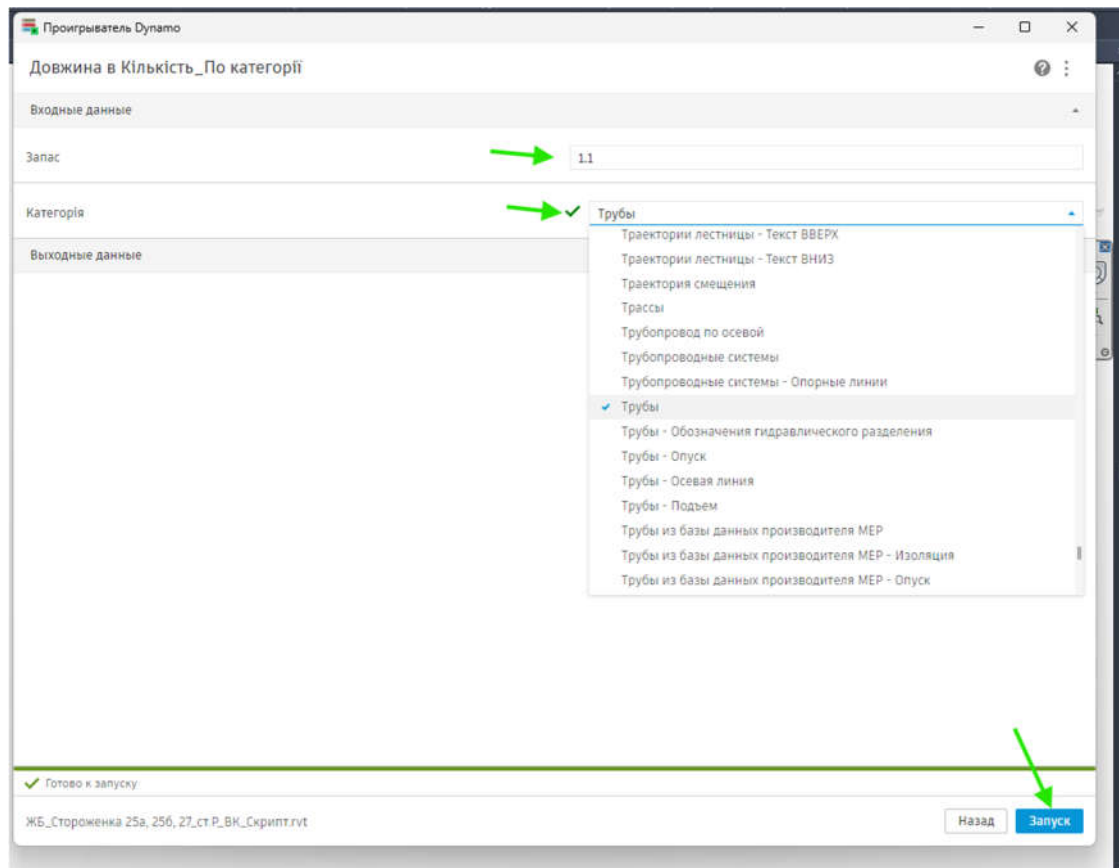 Проигрыватель Dynamo
Довжина в Кількість_По категорії
Входные данные
Запас
1.1
Категорія
Трубы
Траектории лестницы - Текст ВВЕРХ
Выходные данные
Траектории лестницы - Текст ВНИЗ
Траектория смещения
Трассы
Трубопровод по осевой
Трубопроводные системы
Трубопроводные системы - Опорные линии
Трубы
Трубы - Обозначения гидравлического разделения
Трубы - Опуск
Трубы - Осевая линия
Трубы - Подъем
Трубы из базы данных производителя МЕР
Трубы из базы данных производителя МЕР - Изоляция
Трубы из базы данных производителя МЕР - Опуск
Готово к запуску
ЖБ_Стороженка 25а, 25б, 27_ст.Р_ВК_Скрипт.rvt
Назад
Запуск